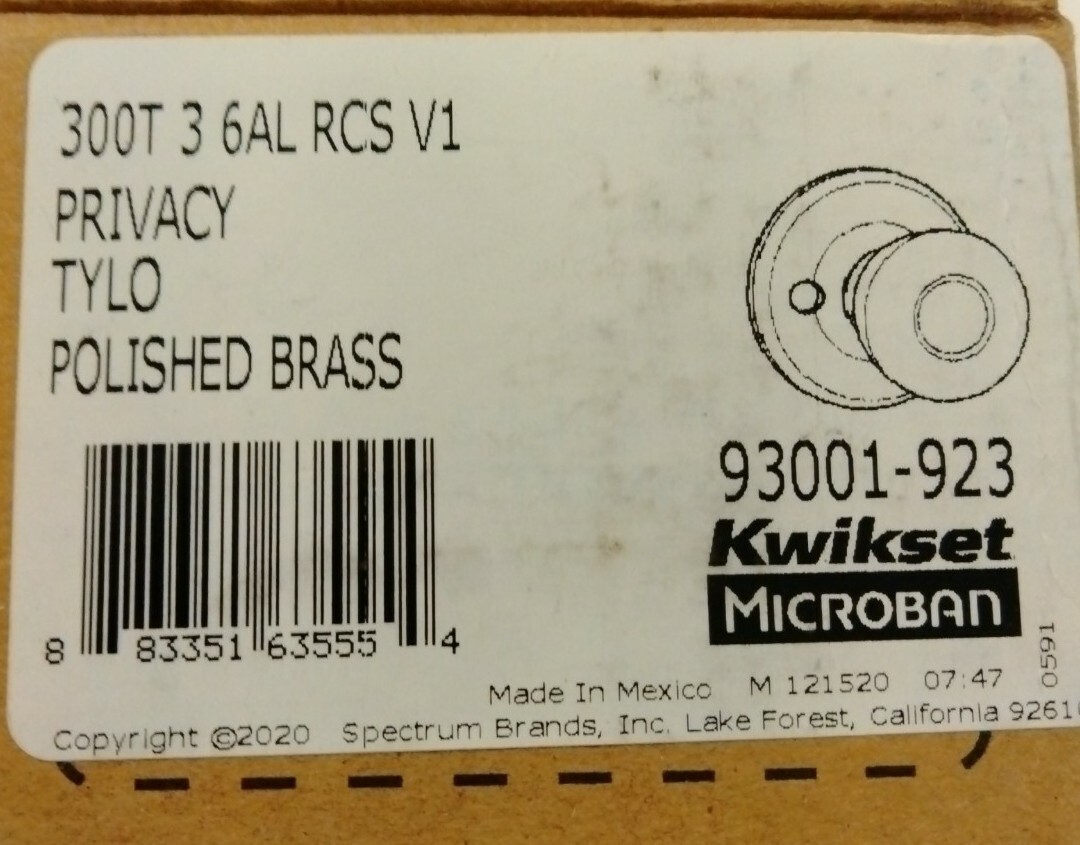 300T 3 6AL RCS V1
PRIVACY
TYLO
POLISHED BRASS
93001-923
Kwikset
MICROBAN
8 83351 63555 4
0591
Made In Mexico M 121520 07:47
Copyright ©2020 Spectrum Brands, Inc. Lake Forest, California